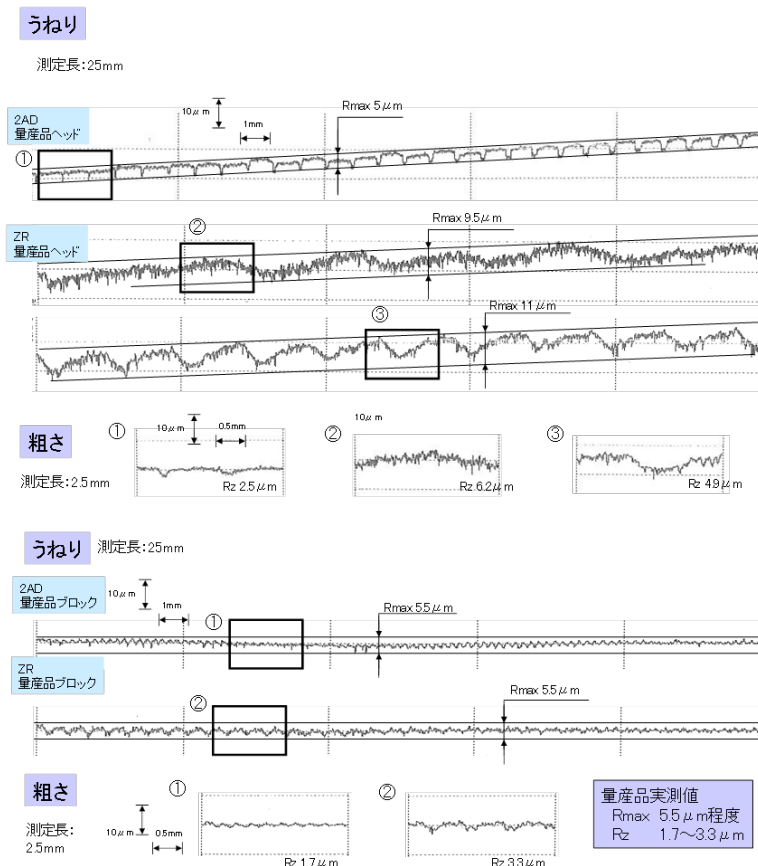 うねり
測定長:25mm
2AD
量産品ヘッド
10μm
1mm
Rmax 5μm
①
ZR
量産品ヘッド
②
Rmax 9.5μm
③
Rmax 11μm
粗さ
測定長:2.5mm
①
10μm
0.5mm
Rz 2.5μm
②
10μm
Rz 6.2μm
③
Rz 4.9μm
うねり
測定長:25mm
2AD
量産品ブロック
10μm
1mm
①
Rmax 5.5μm
ZR
量産品ブロック
②
Rmax 5.5μm
粗さ
測定長:
2.5mm
10μm
0.5mm
①
Rz 1.7μm
②
Rz 3.3μm
量産品実測値
Rmax 5.5μm程度
Rz 1.7～3.3μm